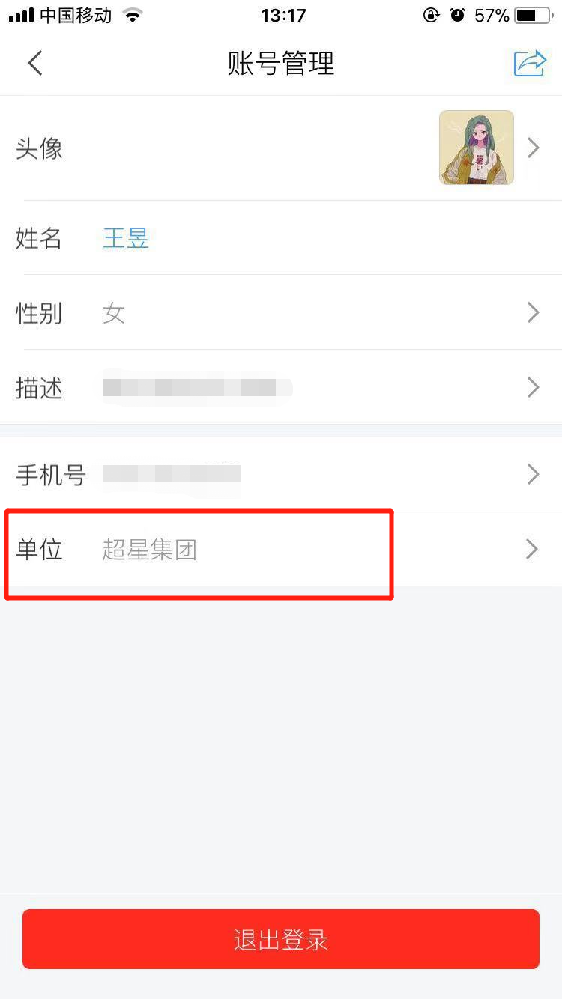 中国移动 13:17 57%
账号管理
头像
姓名 王昱
性别 女
描述
手机号
单位 超星集团
退出登录